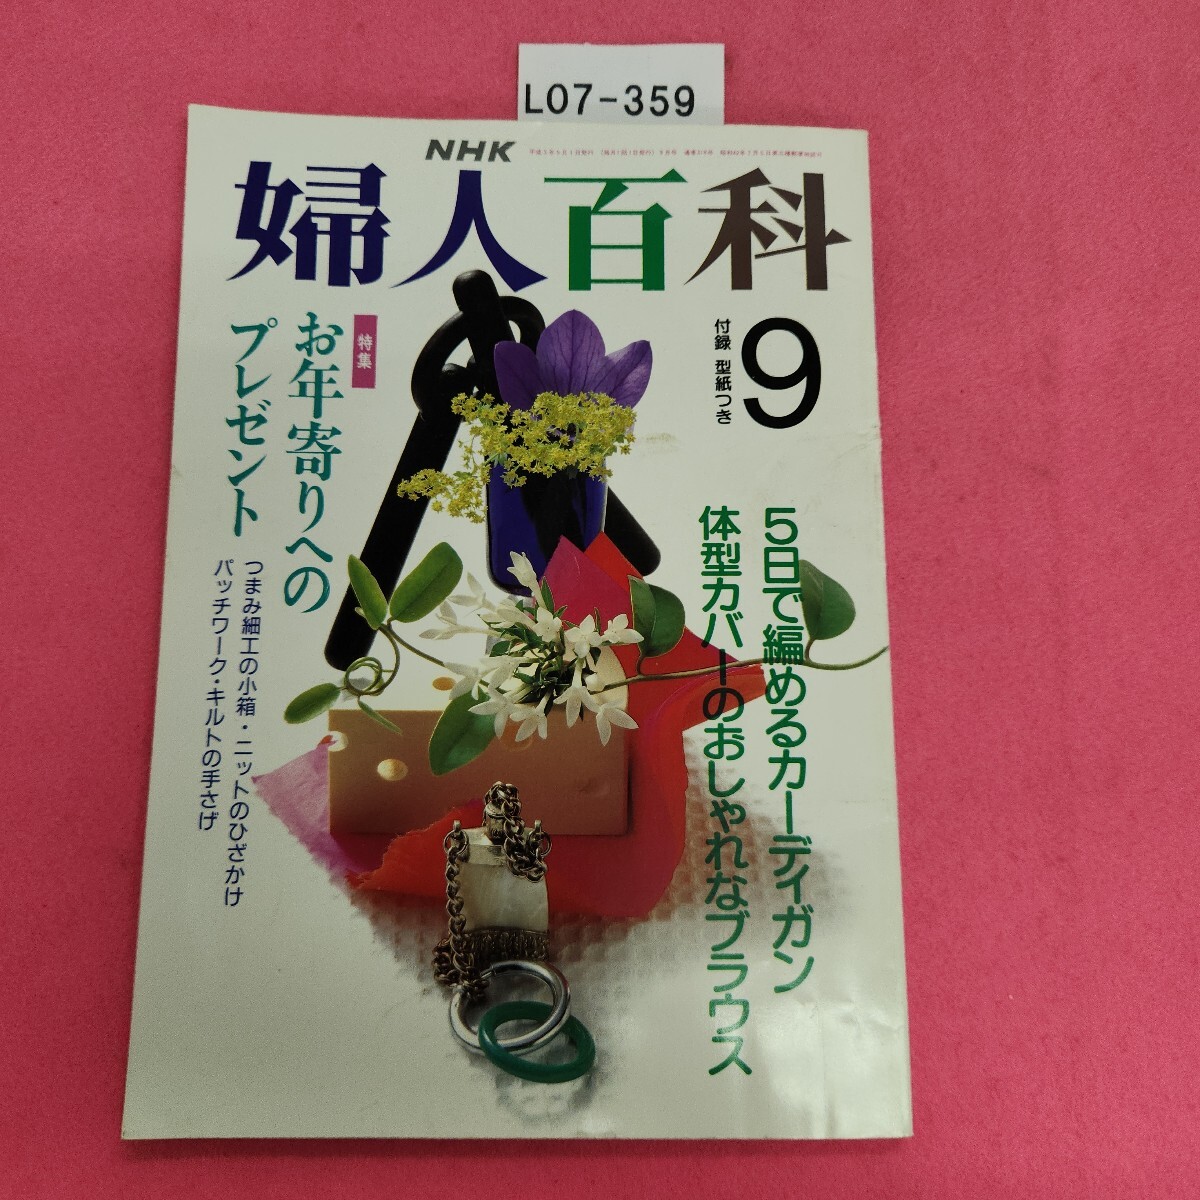 L07-359
NHK
婦人百科
9
付録 型紙つき
特集
お年寄りへの
プレゼント
つまみ細工の小箱・ニットのひざかけ
パッチワーク・キルトの手さげ
5日で編めるカーディガン
体型カバーのおしゃれなブラウス